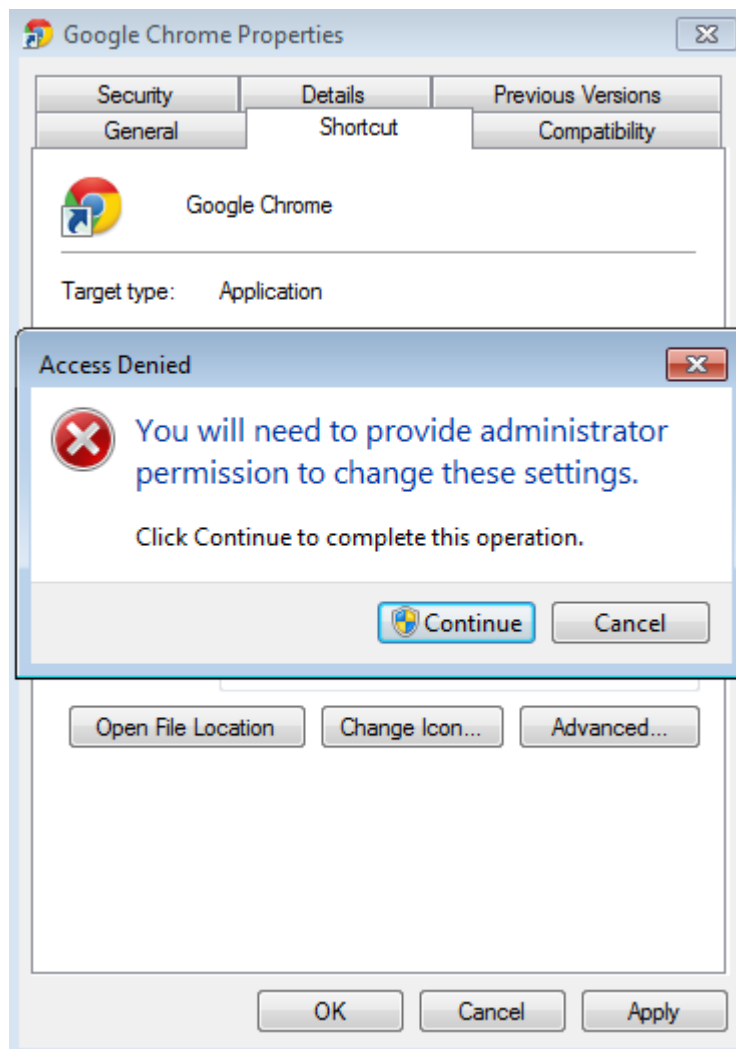 Google Chrome Properties
Security Details Previous Versions
General Shortcut Compatibility
Google Chrome
Target type: Application
Access Denied
You will need to provide administrator
permission to change these settings.
Click Continue to complete this operation.
Continue Cancel
Open File Location Change Icon... Advanced...
OK Cancel Apply